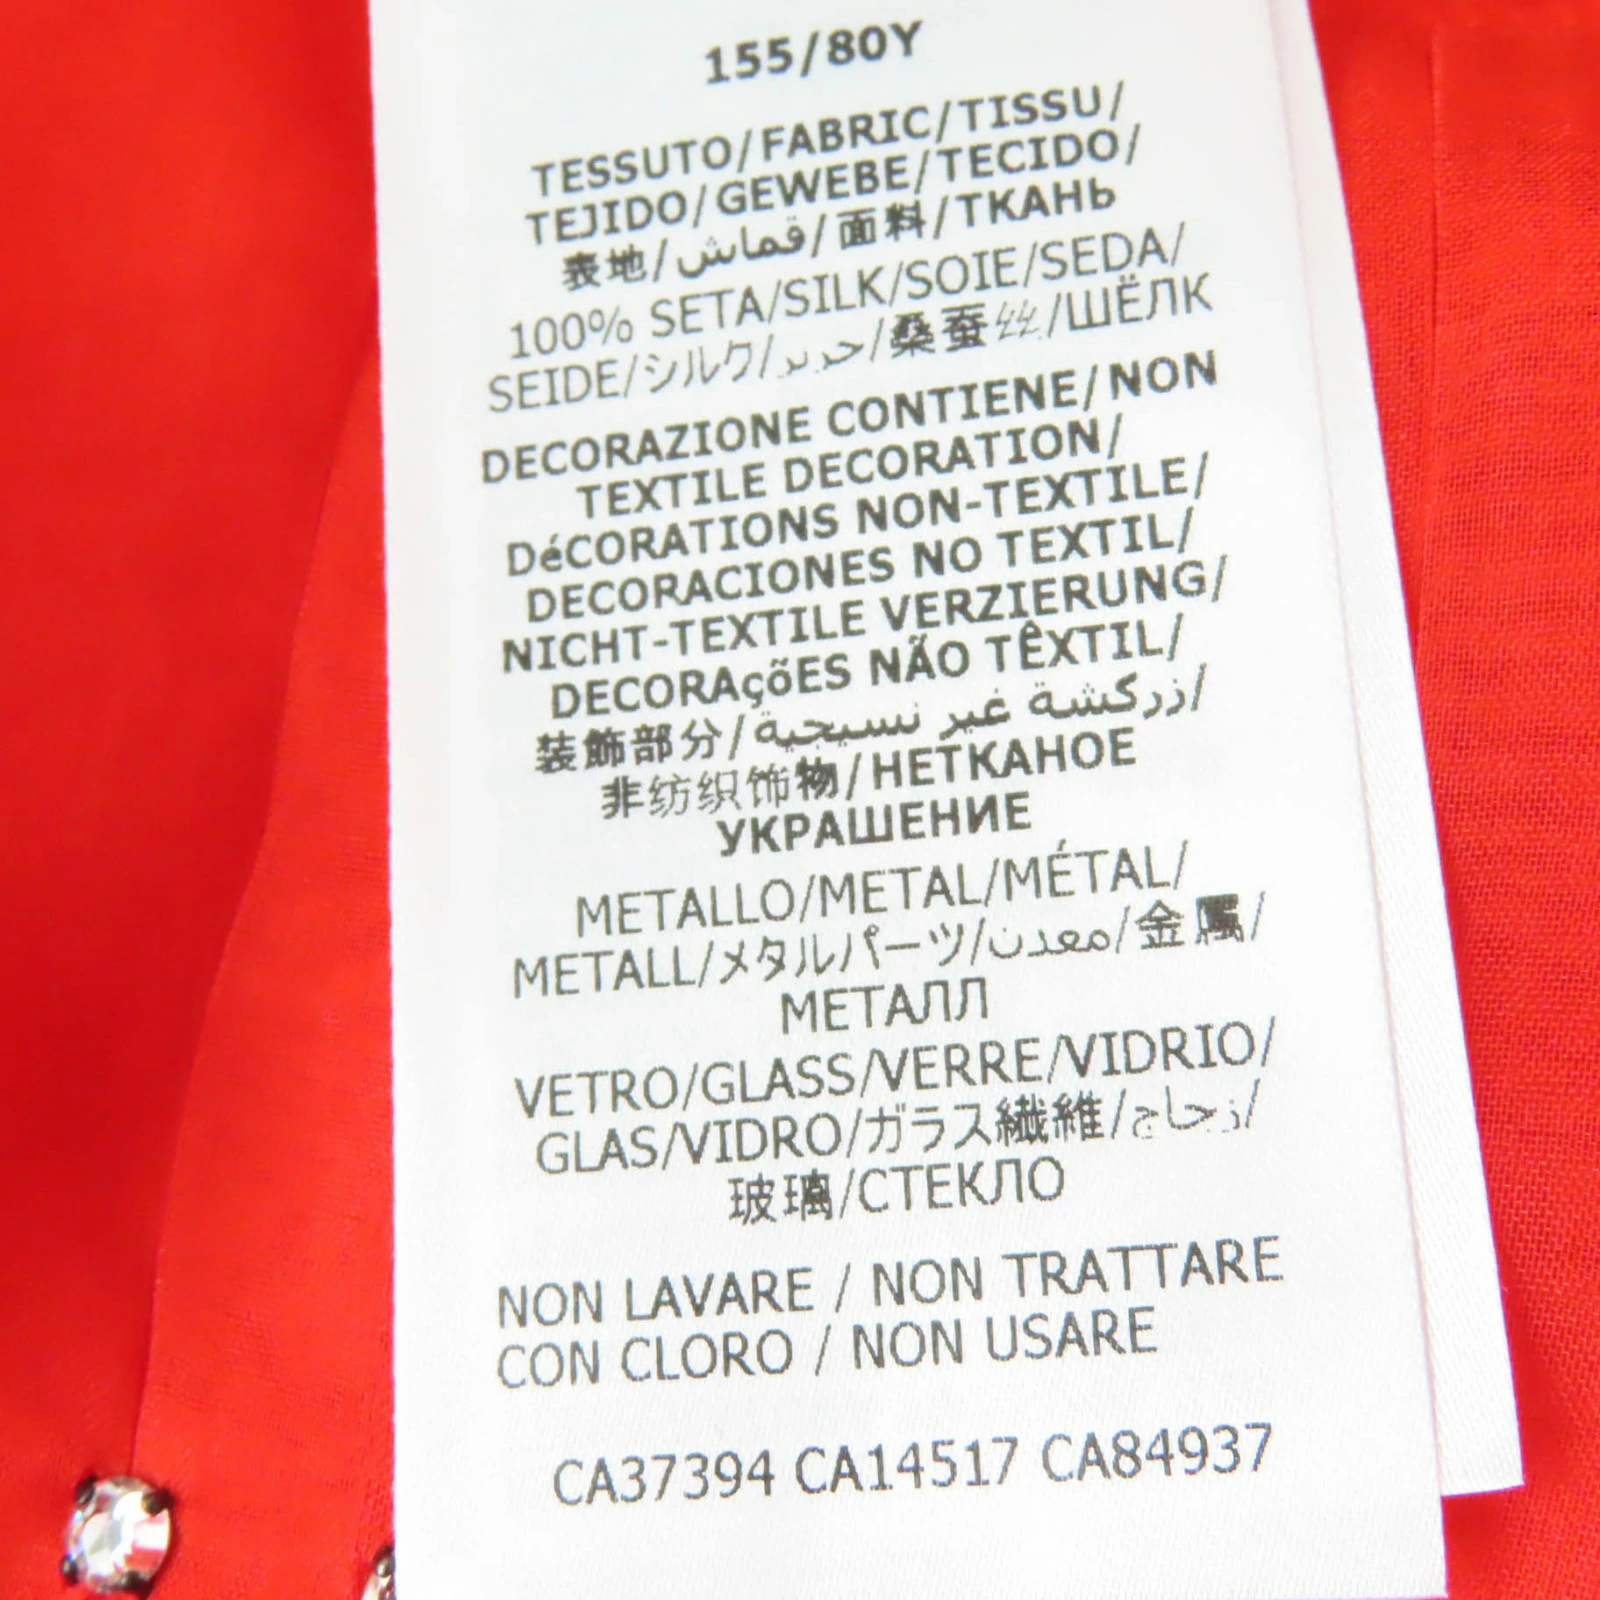 155/80Y
TESSUTO/FABRIC/TISSU/
TEJIDO/GEWEBE/TECIDO/
表地/قماش/面料/ТКАНЬ
100% SETA/SILK/SOIE/SEDA/
SEIDE/シルク/حرير/桑蚕丝/ШЁЛК
DECORAZIONE CONTIENE/NON
TEXTILE DECORATION/
DéCORATIONS NON-TEXTILE/
DECORACIONES NO TEXTIL/
NICHT-TEXTILE VERZIERUNG/
DECORAçõES NÃO TÊXTIL/
装飾部分/زركشة غير نسيجية/
非纺织饰物/НЕТКАНОЕ
УКРАШЕНИЕ
METALLO/METAL/MÉTAL/
METALL/メタルパーツ/معدن/金属/
МЕТАЛЛ
VETRO/GLASS/VERRE/VIDRIO/
GLAS/VIDRO/ガラス繊維/زجاج/
玻璃/СТЕКЛО
NON LAVARE / NON TRATTARE
CON CLORO / NON USARE
CA37394 CA14517 CA84937